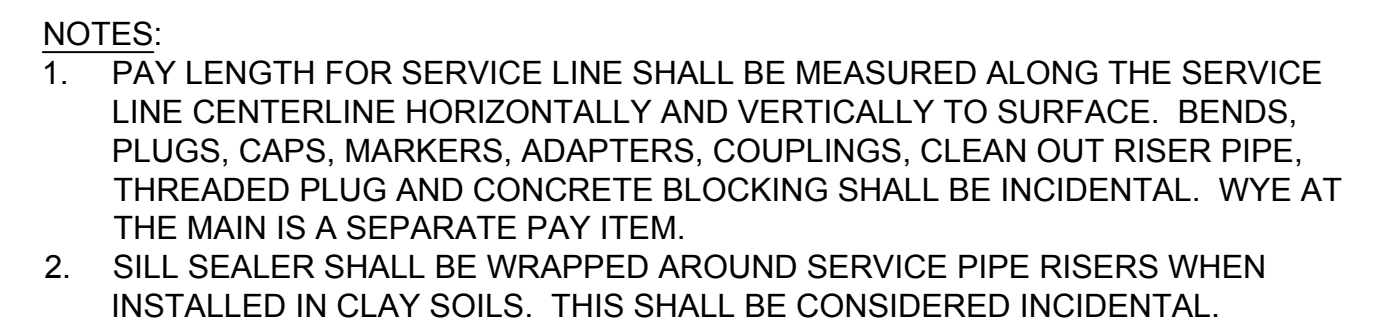 NOTES:
1. PAY LENGTH FOR SERVICE LINE SHALL BE MEASURED ALONG THE SERVICE
LINE CENTERLINE HORIZONTALLY AND VERTICALLY TO SURFACE. BENDS,
PLUGS, CAPS, MARKERS, ADAPTERS, COUPLINGS, CLEAN OUT RISER PIPE,
THREADED PLUG AND CONCRETE BLOCKING SHALL BE INCIDENTAL. WYE AT
THE MAIN IS A SEPARATE PAY ITEM.
2. SILL SEALER SHALL BE WRAPPED AROUND SERVICE PIPE RISERS WHEN
INSTALLED IN CLAY SOILS. THIS SHALL BE CONSIDERED INCIDENTAL.